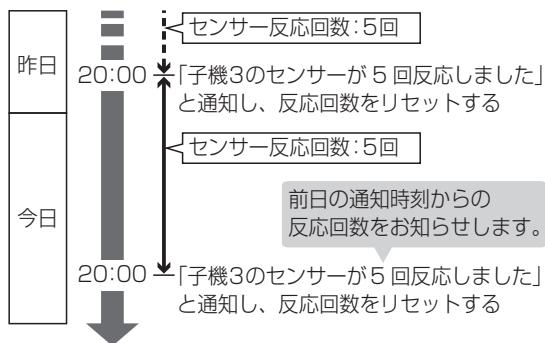 センサー反応回数:5回
昨日
20:00
「子機3のセンサーが5回反応しました」
と通知し、反応回数をリセットする
センサー反応回数:5回
今日
前日の通知時刻からの
反応回数をお知らせします。
20:00
「子機3のセンサーが5回反応しました」
と通知し、反応回数をリセットする